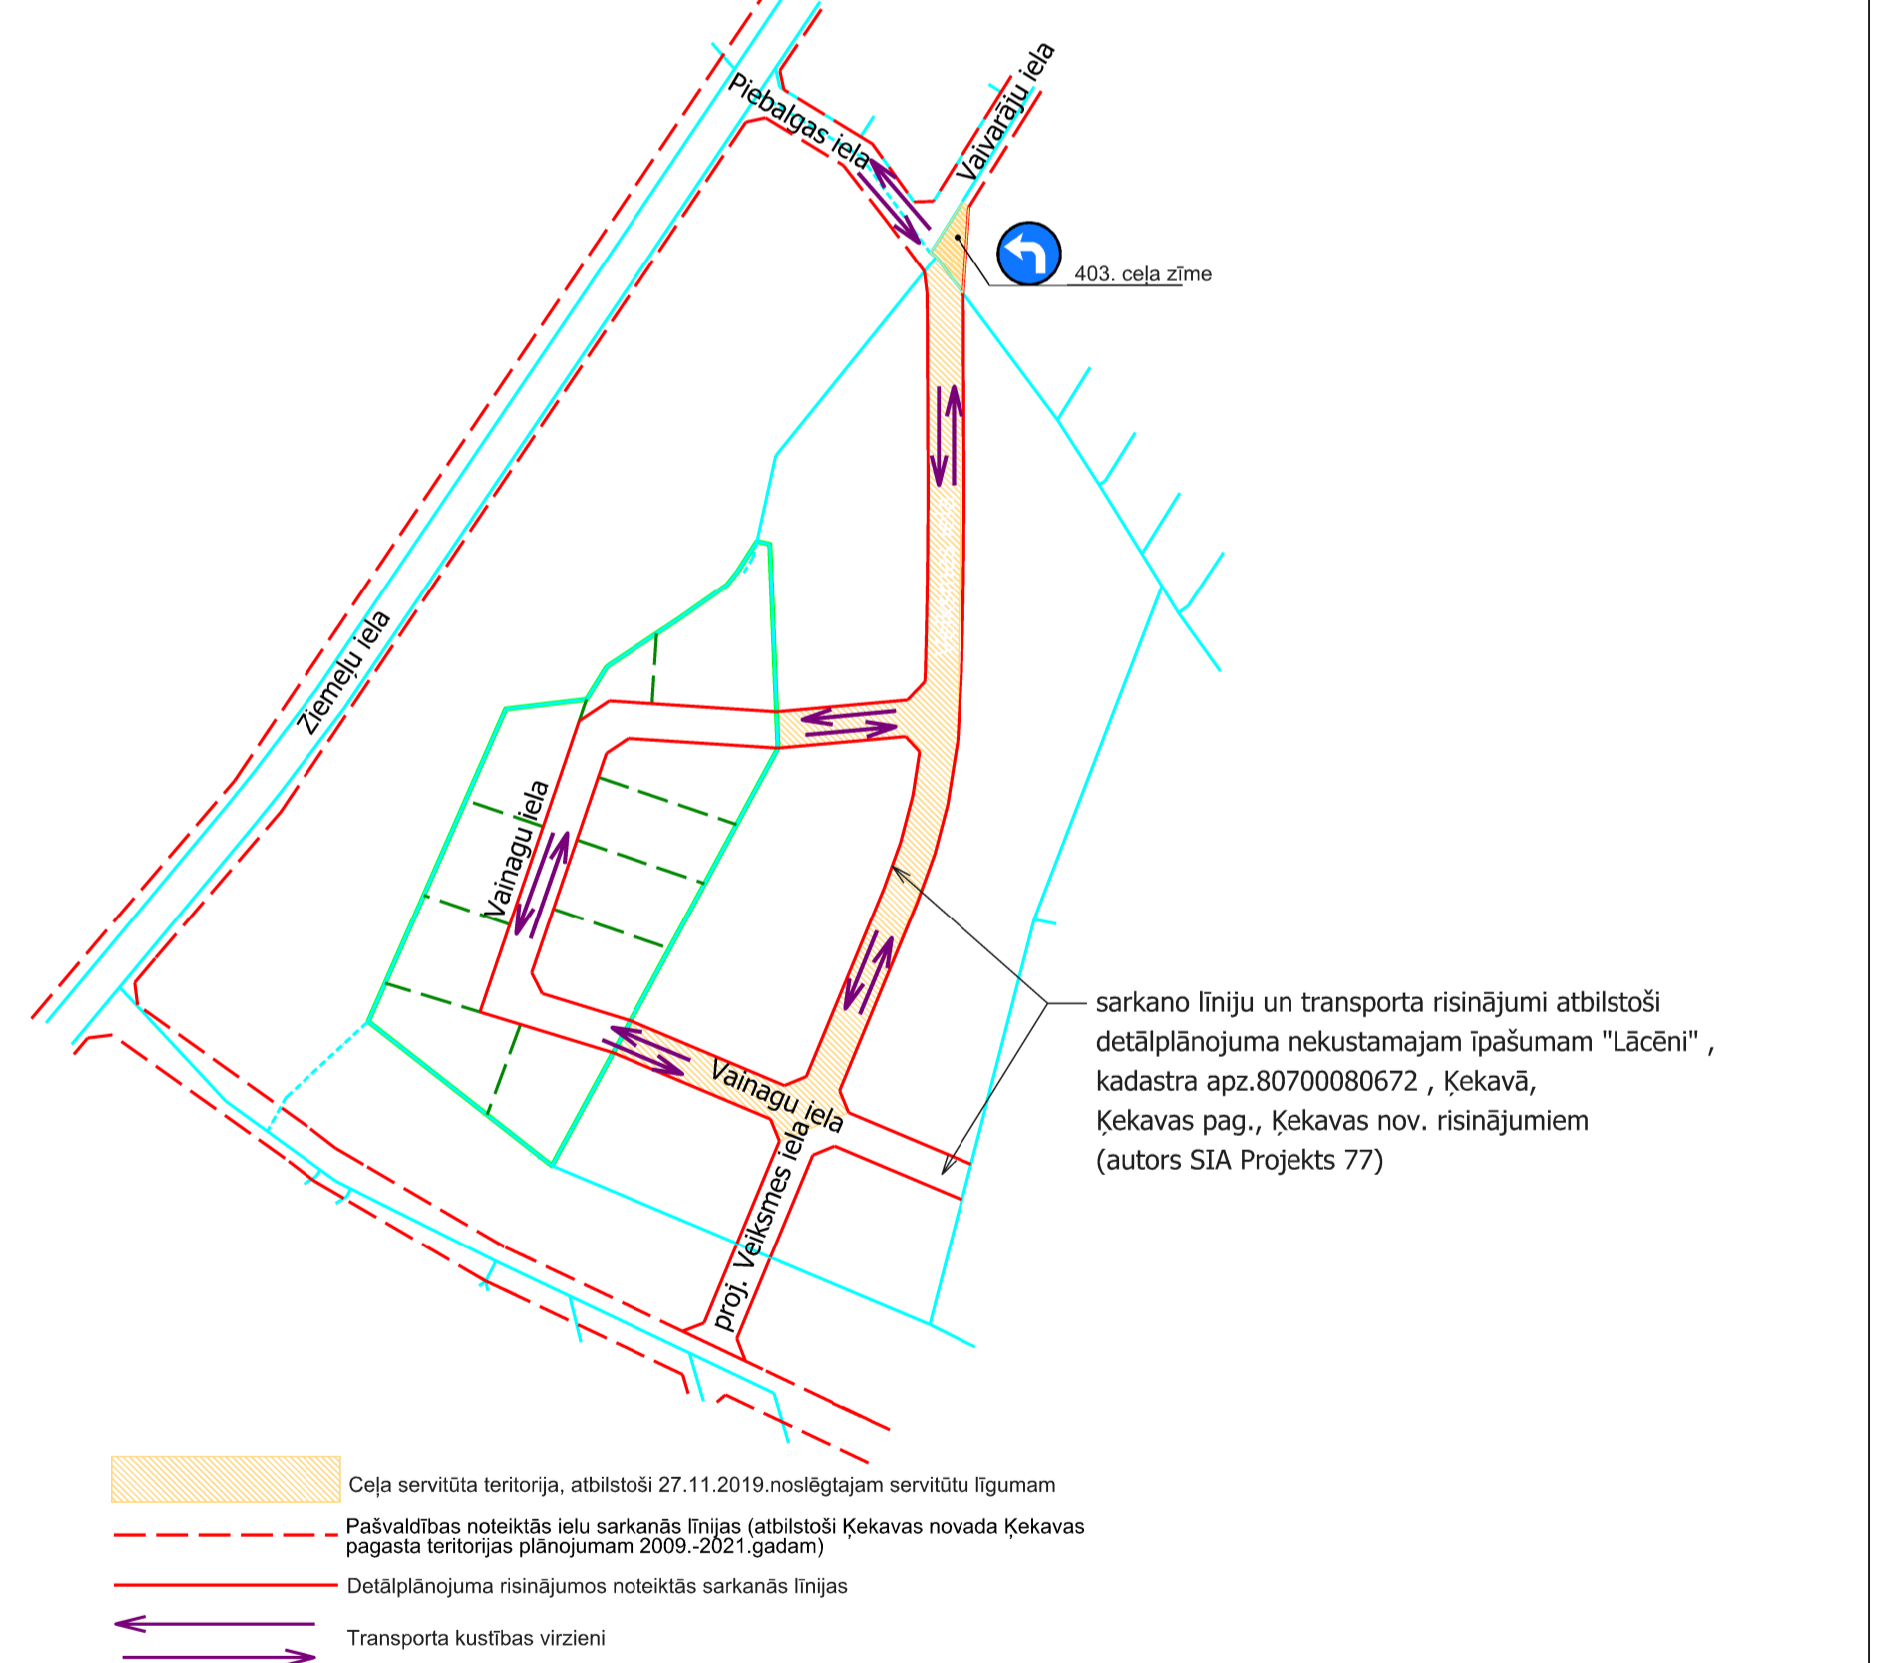 Piebalgas iela
Vaivarāju iela
403. ceļa zīme
Ziemeļu iela
Vainagu iela
Vainagu iela
proj. Veiksmes iela
sarkano līniju un transporta risinājumi atbilstoši
detālplānojuma nekustamajam īpašumam "Lācēni" ,
kadastra apz.80700080672 , Ķekavā,
Ķekavas pag., Ķekavas nov. risinājumiem
(autors SIA Projekts 77)
Ceļa servitūta teritorija, atbilstoši 27.11.2019.noslēgtajam servitūtu līgumam
Pašvaldības noteiktās ielu sarkanās līnijas (atbilstoši Ķekavas novada Ķekavas
pagasta teritorijas plānojumam 2009.-2021.gadam)
Detālplānojuma risinājumos noteiktās sarkanās līnijas
Transporta kustības virzieni